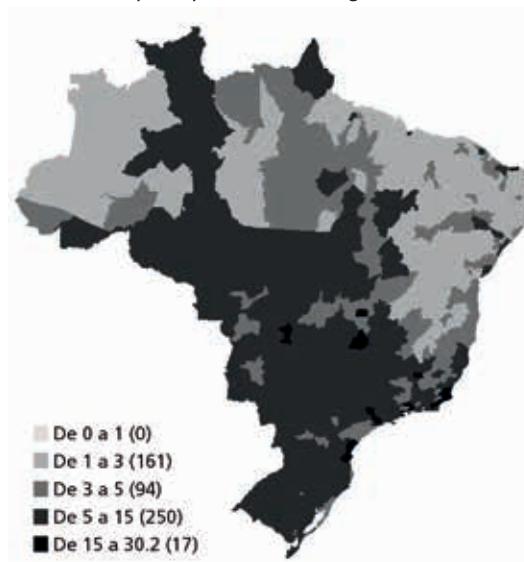 De 0 a 1 (0)
De 1 a 3 (161)
De 3 a 5 (94)
De 5 a 15 (250)
De 15 a 30.2 (17)